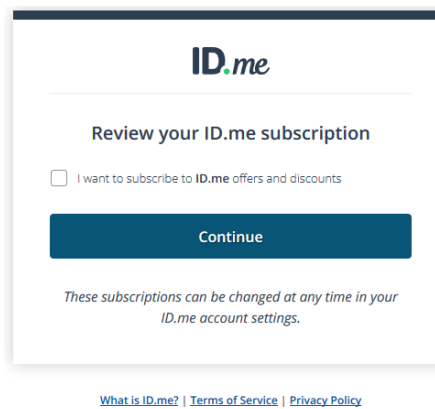 ID.me
Review your ID.me subscription
I want to subscribe to ID.me offers and discounts
Continue
These subscriptions can be changed at any time in your
ID.me account settings.
What is ID.me? | Terms of Service | Privacy Policy